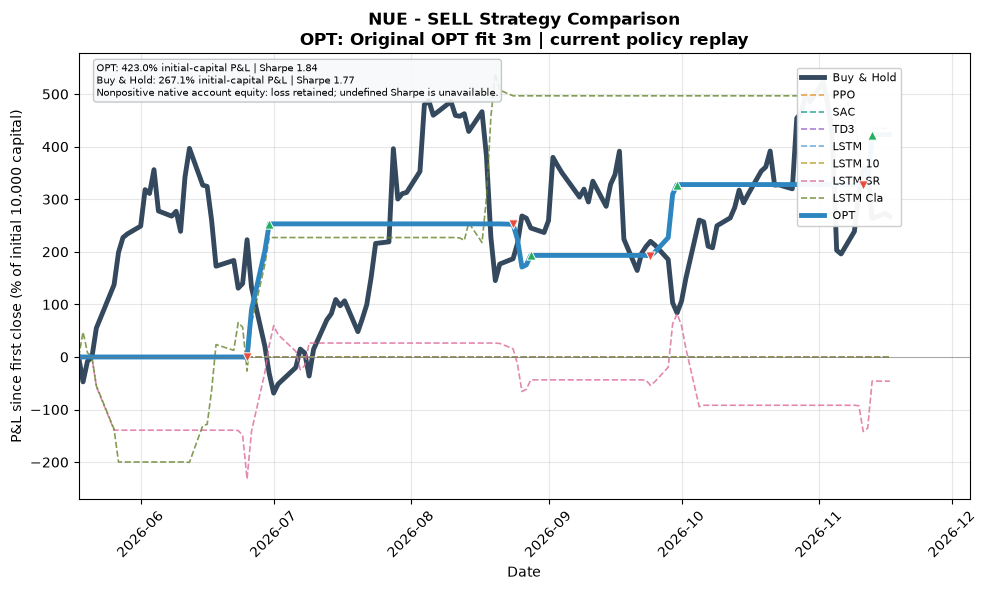 NUE - SELL Strategy Comparison
OPT: Original OPT fit 3m | current policy replay
OPT: 423.0% initial-capital P&L | Sharpe 1.84
Buy & Hold: 267.1% initial-capital P&L | Sharpe 1.77
Nonpositive native account equity: loss retained; undefined Sharpe is unavailable.
Buy & Hold
PPO
SAC
TD3
LSTM
LSTM 10
LSTM SR
LSTM Cla
OPT
P&L since first close (% of initial 10,000 capital)
500
400
300
200
100
0
−100
−200
2026-06
2026-07
2026-08
2026-09
2026-10
2026-11
2026-12
Date